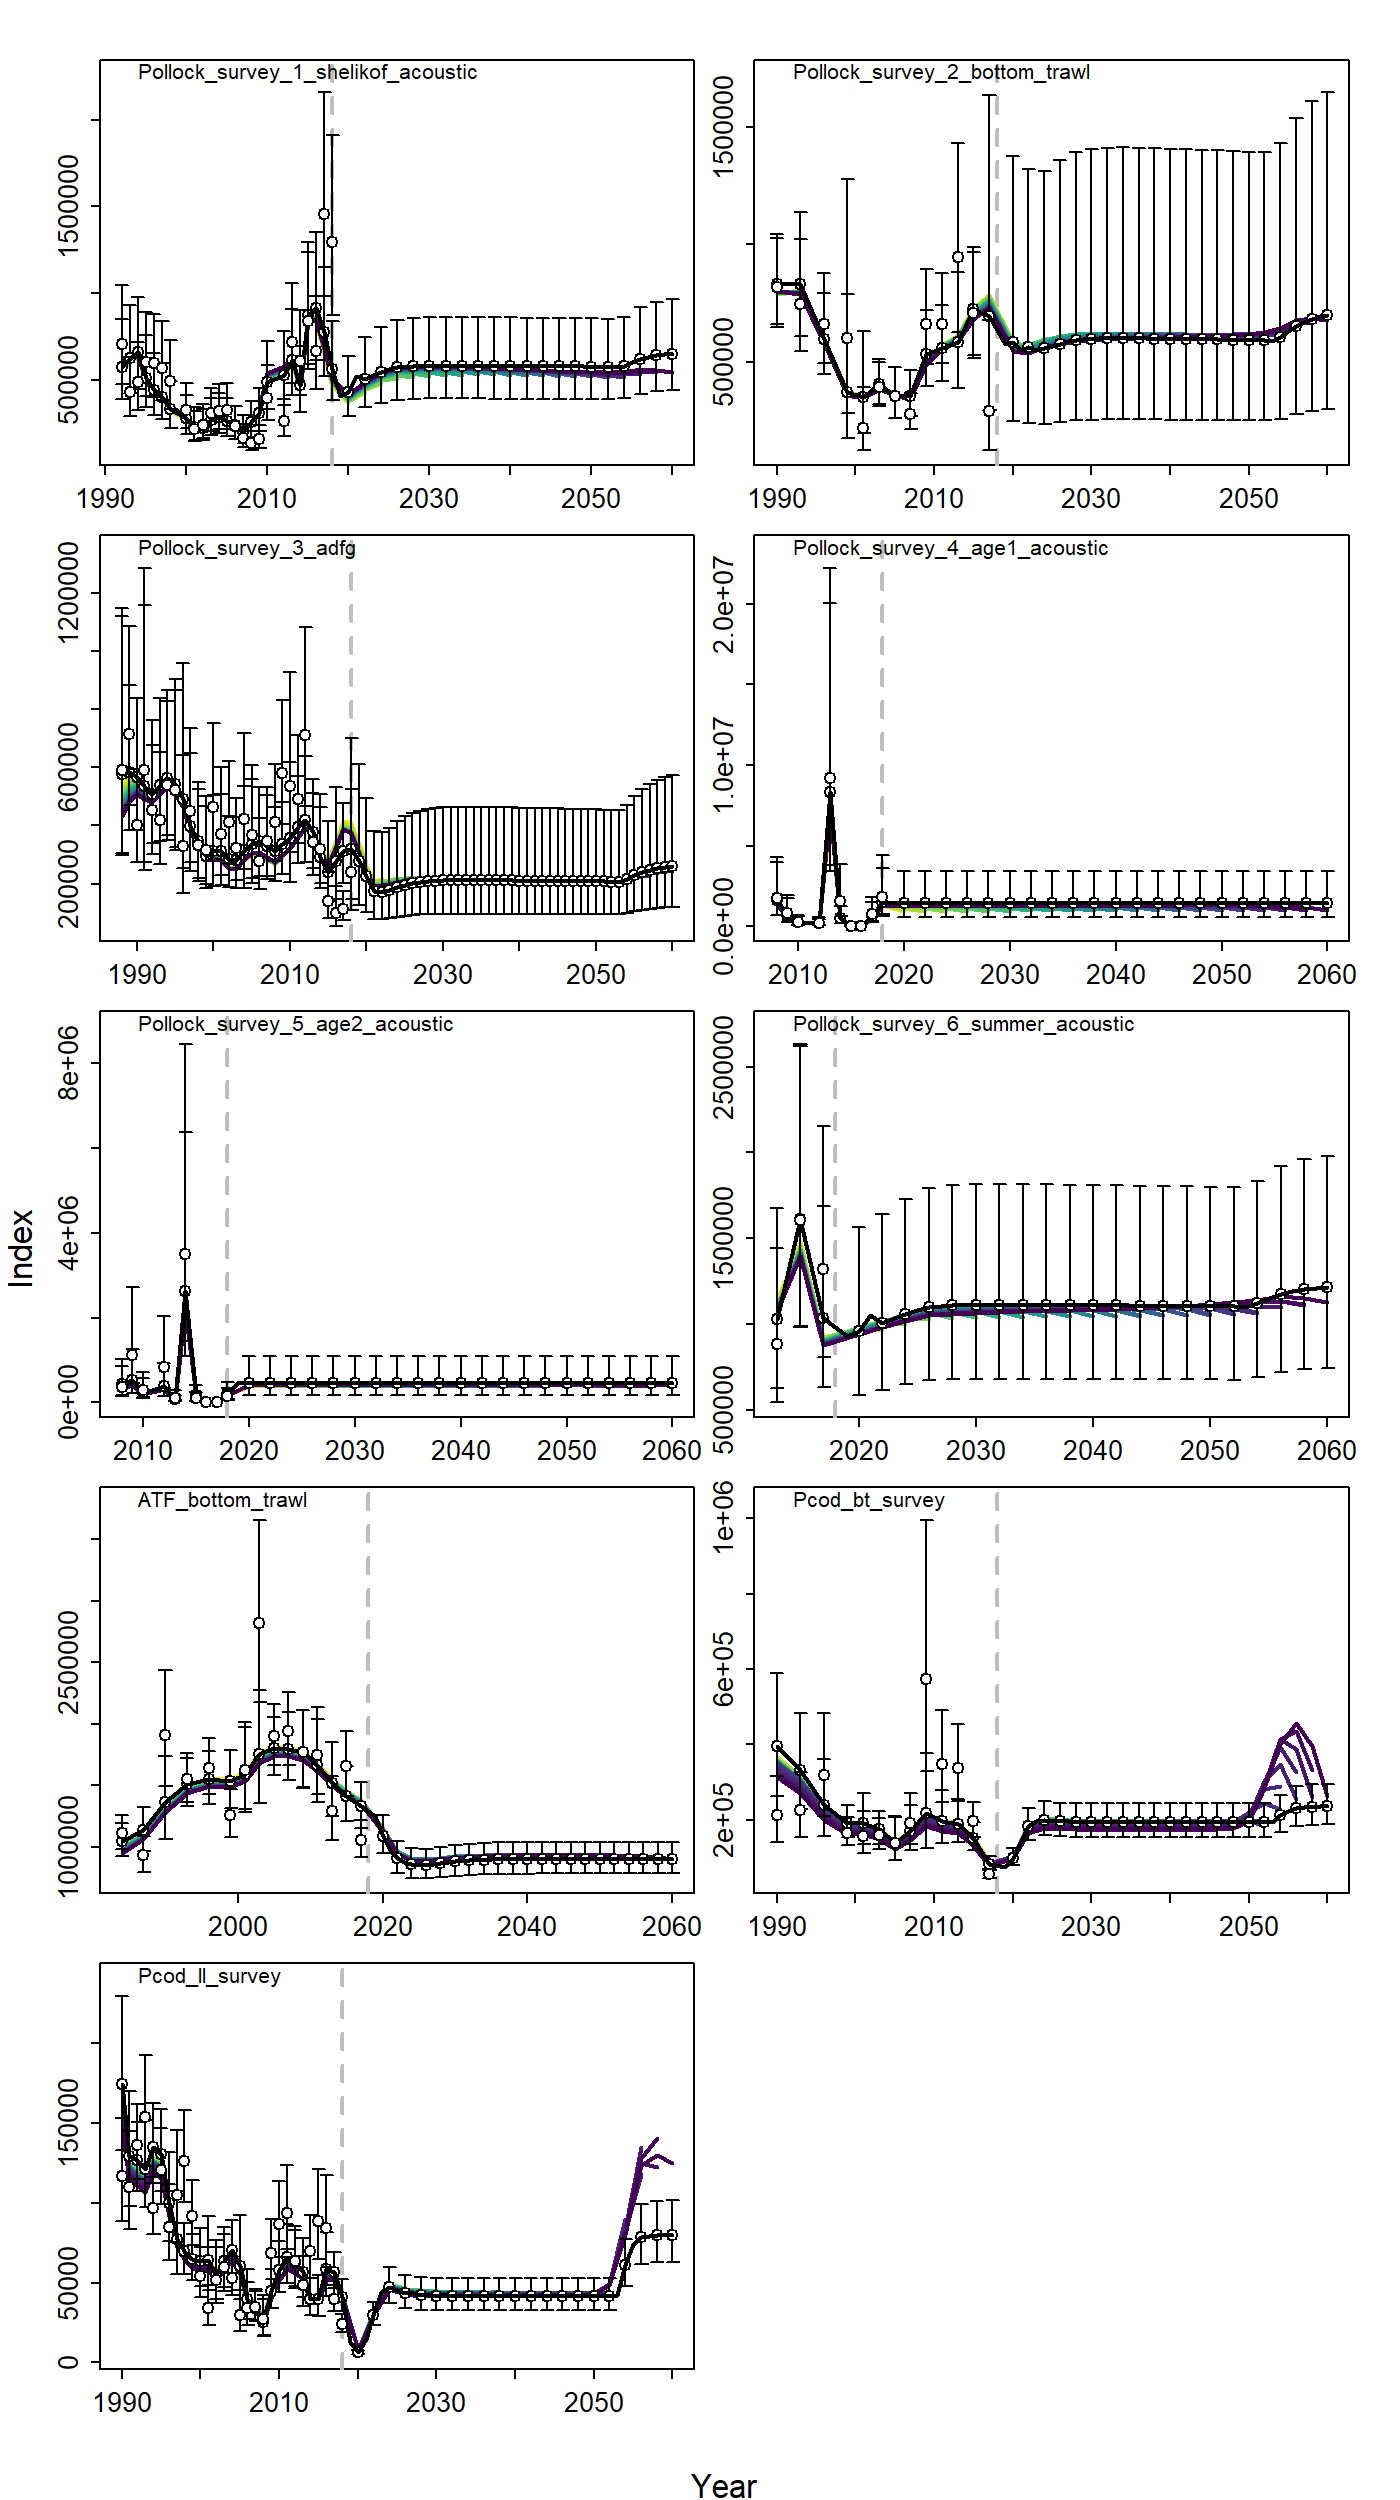 Pollock_survey_1_shelikof_acoustic
500000 1500000
1990 2010 2030 2050
Pollock_survey_2_bottom_trawl
500000 1500000
1990 2010 2030 2050
Pollock_survey_3_adfg
200000 600000 1200000
1990 2010 2030 2050
Pollock_survey_4_age1_acoustic
0.0e+00 1.0e+07 2.0e+07
2010 2020 2030 2040 2050 2060
Pollock_survey_5_age2_acoustic
0e+00 4e+06 8e+06
2010 2020 2030 2040 2050 2060
Pollock_survey_6_summer_acoustic
500000 1500000 2500000
2020 2030 2040 2050 2060
Index
ATF_bottom_trawl
1000000 2500000
2000 2020 2040 2060
Pcod_bt_survey
2e+05 6e+05 1e+06
1990 2010 2030 2050
Pcod_ll_survey
0 50000 150000
1990 2010 2030 2050
Year